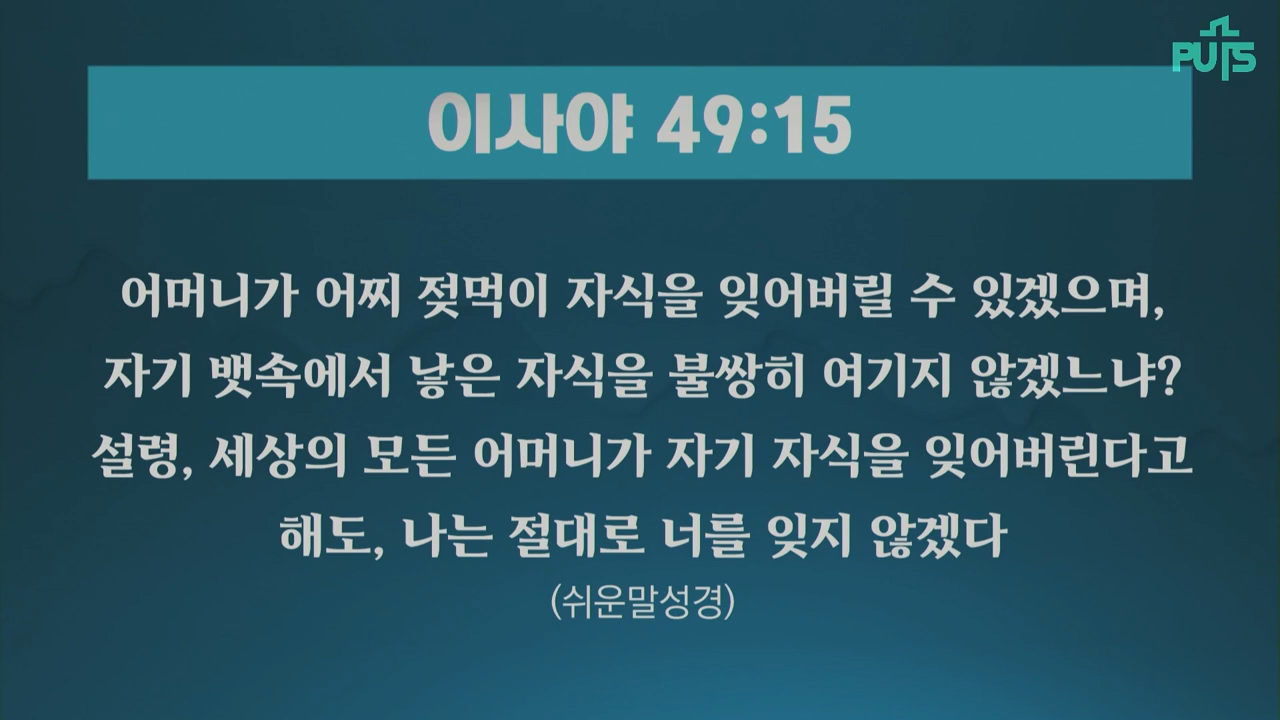 PUTS
이사야 49:15
어머니가 어찌 젖먹이 자식을 잊어버릴 수 있겠으며,
자기 뱃속에서 낳은 자식을 불쌍히 여기지 않겠느냐?
설령, 세상의 모든 어머니가 자기 자식을 잊어버린다고
해도, 나는 절대로 너를 잊지 않겠다
(쉬운말성경)